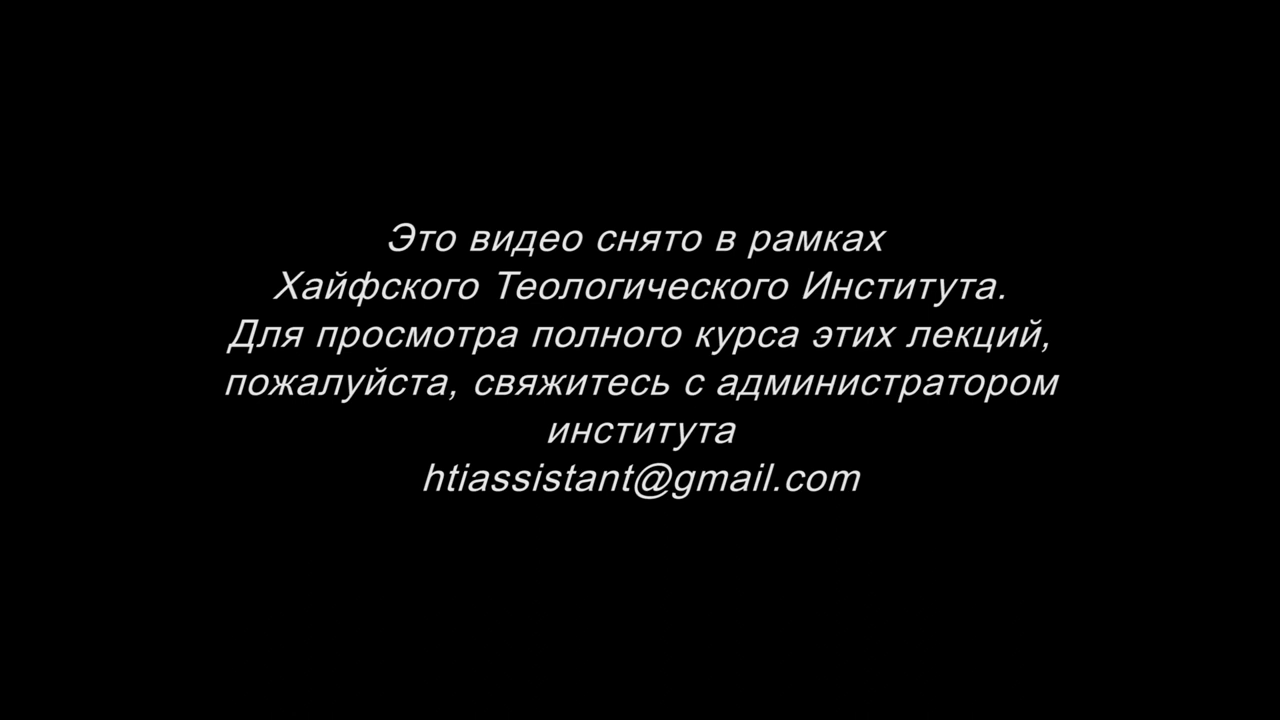 Это видео снято в рамках
Хайфского Теологического Института.
Для просмотра полного курса этих лекций,
пожалуйста, свяжитесь с администратором
института
htiassistant@gmail.com